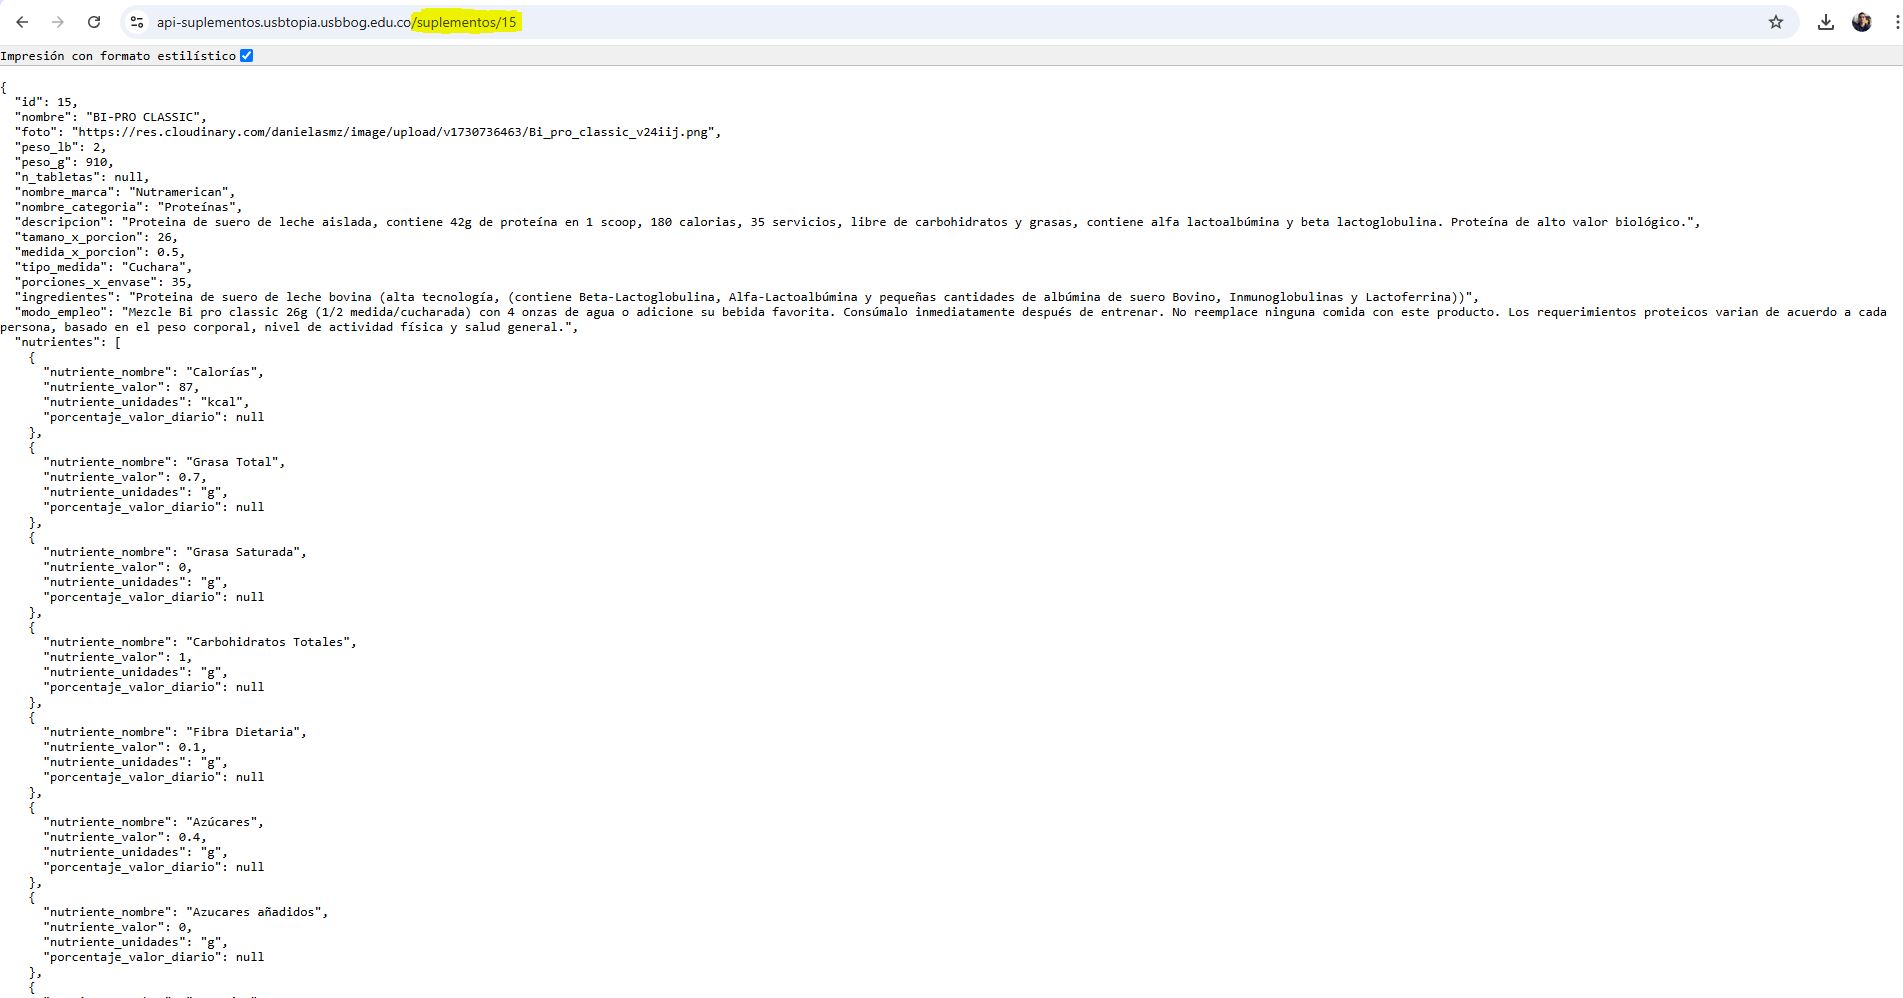 api-suplementos.usbtopia.usbbog.edu.co/suplementos/15
Impresión con formato estilístico
{
  "id": 15,
  "nombre": "BI-PRO CLASSIC",
  "foto": "https://res.cloudinary.com/danielasmz/image/upload/v1730736463/Bi_pro_classic_v24iij.png",
  "peso_lb": 2,
  "peso_g": 910,
  "n_tabletas": null,
  "nombre_marca": "Nutramerican",
  "nombre_categoria": "Proteínas",
  "descripcion": "Proteina de suero de leche aislada, contiene 42g de proteína en 1 scoop, 180 calorias, 35 servicios, libre de carbohidratos y grasas, contiene alfa lactoalbúmina y beta lactoglobulina. Proteína de alto valor biológico.",
  "tamano_x_porcion": 26,
  "medida_x_porcion": 0.5,
  "tipo_medida": "Cuchara",
  "porciones_x_envase": 35,
  "ingredientes": "Proteina de suero de leche bovina (alta tecnología, (contiene Beta-Lactoglobulina, Alfa-Lactoalbúmina y pequeñas cantidades de albúmina de suero Bovino, Inmunoglobulinas y Lactoferrina))",
  "modo_empleo": "Mezcle Bi pro classic 26g (1/2 medida/cucharada) con 4 onzas de agua o adicione su bebida favorita. Consúmalo inmediatamente después de entrenar. No reemplace ninguna comida con este producto. Los requerimientos proteicos varian de acuerdo a cada
persona, basado en el peso corporal, nivel de actividad física y salud general.",
  "nutrientes": [
    {
      "nutriente_nombre": "Calorías",
      "nutriente_valor": 87,
      "nutriente_unidades": "kcal",
      "porcentaje_valor_diario": null
    },
    {
      "nutriente_nombre": "Grasa Total",
      "nutriente_valor": 0.7,
      "nutriente_unidades": "g",
      "porcentaje_valor_diario": null
    },
    {
      "nutriente_nombre": "Grasa Saturada",
      "nutriente_valor": 0,
      "nutriente_unidades": "g",
      "porcentaje_valor_diario": null
    },
    {
      "nutriente_nombre": "Carbohidratos Totales",
      "nutriente_valor": 1,
      "nutriente_unidades": "g",
      "porcentaje_valor_diario": null
    },
    {
      "nutriente_nombre": "Fibra Dietaria",
      "nutriente_valor": 0.1,
      "nutriente_unidades": "g",
      "porcentaje_valor_diario": null
    },
    {
      "nutriente_nombre": "Azúcares",
      "nutriente_valor": 0.4,
      "nutriente_unidades": "g",
      "porcentaje_valor_diario": null
    },
    {
      "nutriente_nombre": "Azucares añadidos",
      "nutriente_valor": 0,
      "nutriente_unidades": "g",
      "porcentaje_valor_diario": null
    },
    {